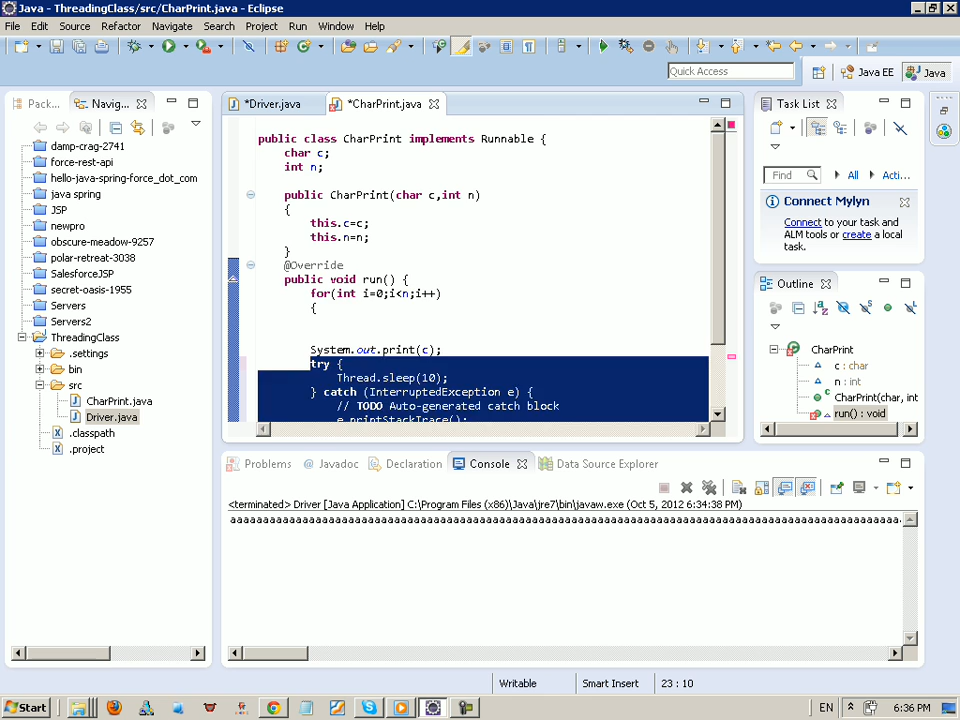 Java - ThreadingClass/src/CharPrint.java - Eclipse
File Edit Source Refactor Navigate Search Project Run Window Help
Quick Access
Java EE
Java
Pack...
Navig...
*Driver.java
*CharPrint.java
Task List
damp-crag-2741
force-rest-api
hello-java-spring-force_dot_com
java spring
JSP
newpro
obscure-meadow-9257
polar-retreat-3038
SalesforceJSP
secret-oasis-1955
Servers
Servers2
ThreadingClass
.settings
bin
src
CharPrint.java
Driver.java
.classpath
.project
public class CharPrint implements Runnable {
char c;
int n;
public CharPrint(char c,int n)
{
this.c=c;
this.n=n;
}
@Override
public void run() {
for(int i=0;i<n;i++)
{
System.out.print(c);
try {
Thread.sleep(10);
} catch (InterruptedException e) {
// TODO Auto-generated catch block
e.printStackTrace();
Find
All
Acti...
Connect Mylyn
Connect to your task and
ALM tools or create a local
task.
Outline
CharPrint
c : char
n : int
CharPrint(char, int
run() : void
Problems
Javadoc
Declaration
Console
Data Source Explorer
<terminated> Driver [Java Application] C:\Program Files (x86)\Java\jre7\bin\javaw.exe (Oct 5, 2012 6:34:38 PM)
Writable
Smart Insert
23 : 10
Start
EN
6:36 PM